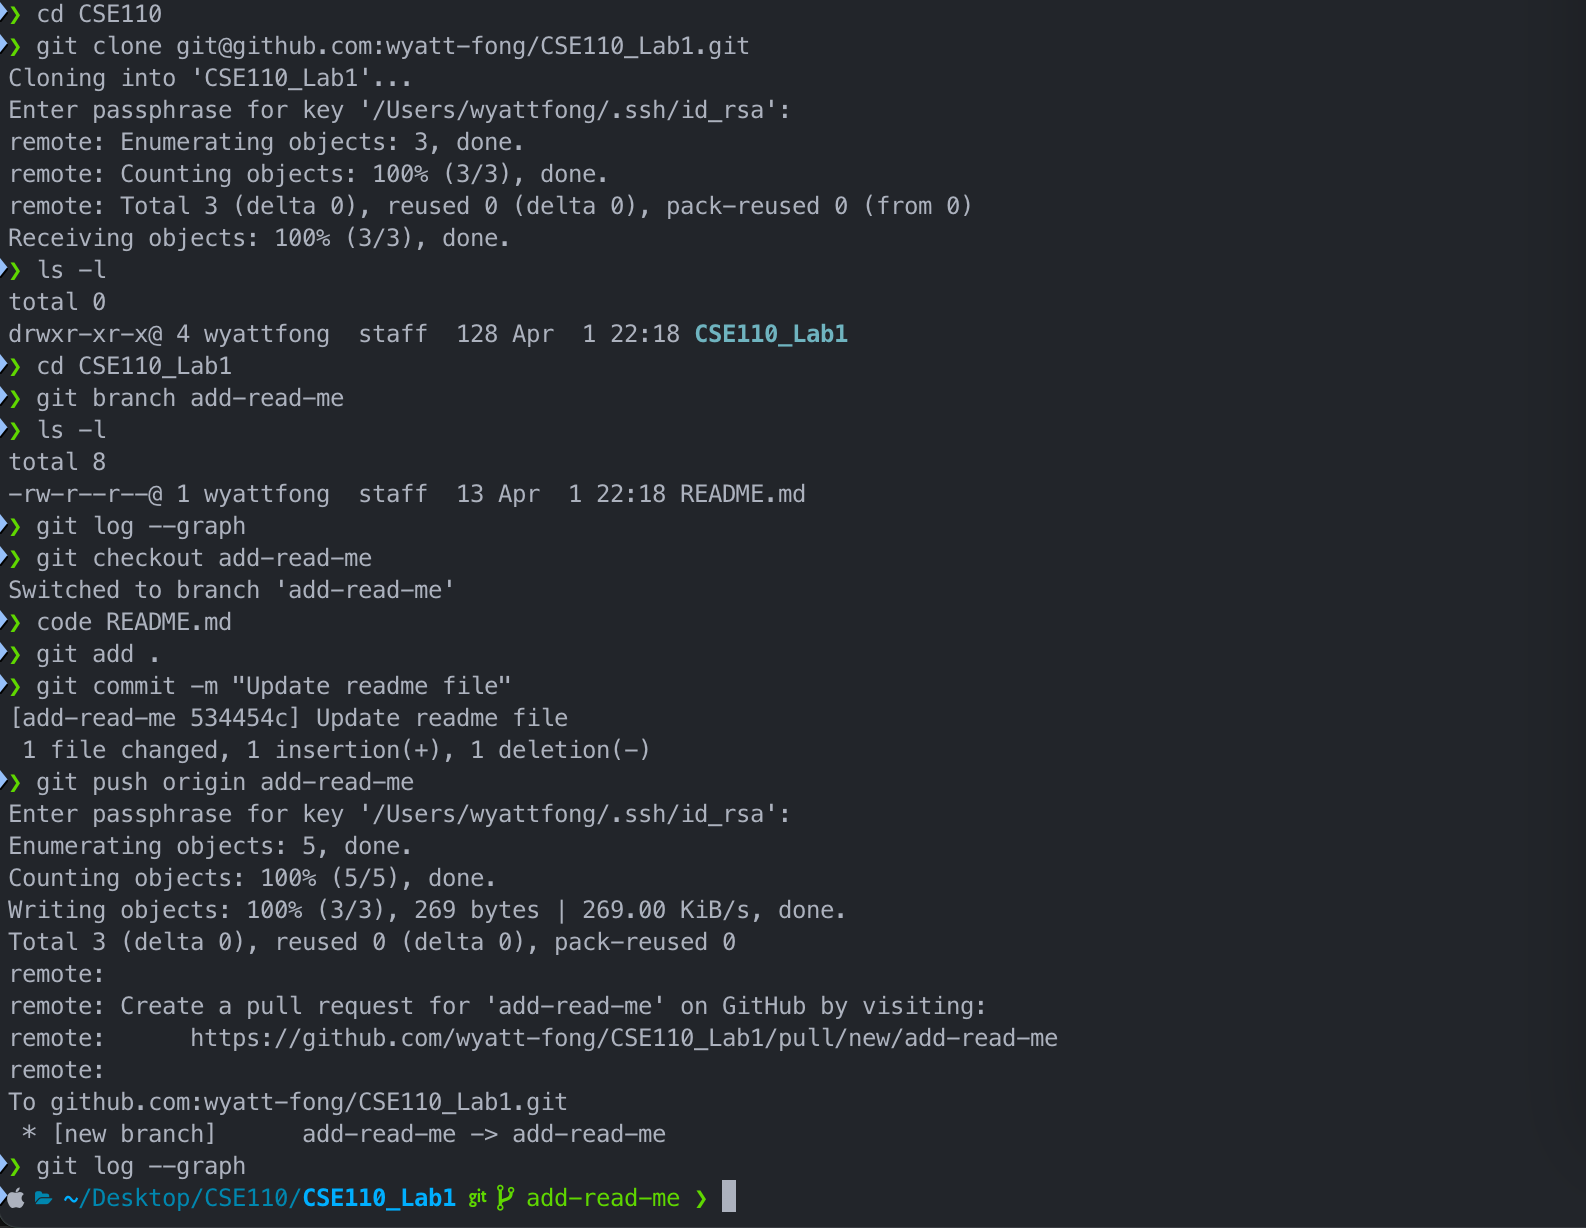 ❯ cd CSE110
❯ git clone git@github.com:wyatt-fong/CSE110_Lab1.git
Cloning into 'CSE110_Lab1'...
Enter passphrase for key '/Users/wyattfong/.ssh/id_rsa':
remote: Enumerating objects: 3, done.
remote: Counting objects: 100% (3/3), done.
remote: Total 3 (delta 0), reused 0 (delta 0), pack-reused 0 (from 0)
Receiving objects: 100% (3/3), done.
❯ ls -l
total 0
drwxr-xr-x@ 4 wyattfong  staff  128 Apr  1 22:18 CSE110_Lab1
❯ cd CSE110_Lab1
❯ git branch add-read-me
❯ ls -l
total 8
-rw-r--r--@ 1 wyattfong  staff  13 Apr  1 22:18 README.md
❯ git log --graph
❯ git checkout add-read-me
Switched to branch 'add-read-me'
❯ code README.md
❯ git add .
❯ git commit -m "Update readme file"
[add-read-me 534454c] Update readme file
 1 file changed, 1 insertion(+), 1 deletion(-)
❯ git push origin add-read-me
Enter passphrase for key '/Users/wyattfong/.ssh/id_rsa':
Enumerating objects: 5, done.
Counting objects: 100% (5/5), done.
Writing objects: 100% (3/3), 269 bytes | 269.00 KiB/s, done.
Total 3 (delta 0), reused 0 (delta 0), pack-reused 0
remote:
remote: Create a pull request for 'add-read-me' on GitHub by visiting:
remote:      https://github.com/wyatt-fong/CSE110_Lab1/pull/new/add-read-me
remote:
To github.com:wyatt-fong/CSE110_Lab1.git
 * [new branch]      add-read-me -> add-read-me
❯ git log --graph
~/Desktop/CSE110/CSE110_Lab1 git add-read-me ❯